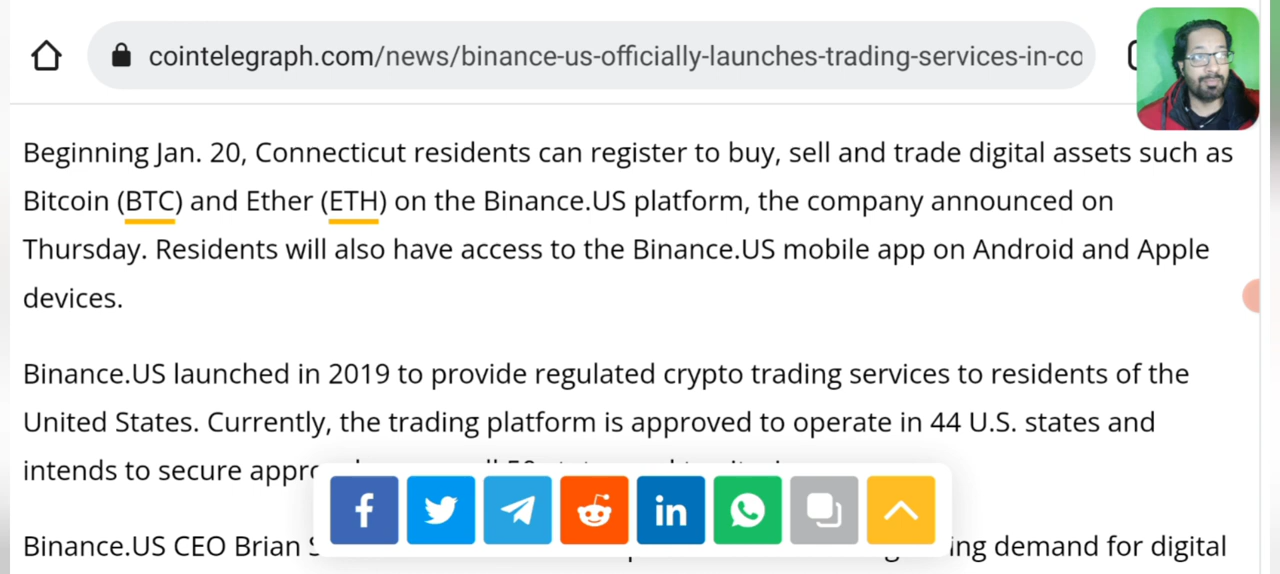 cointelegraph.com/news/binance-us-officially-launches-trading-services-in-co
Beginning Jan. 20, Connecticut residents can register to buy, sell and trade digital assets such as
Bitcoin (BTC) and Ether (ETH) on the Binance.US platform, the company announced on
Thursday. Residents will also have access to the Binance.US mobile app on Android and Apple
devices.
Binance.US launched in 2019 to provide regulated crypto trading services to residents of the
United States. Currently, the trading platform is approved to operate in 44 U.S. states and
intends to secure
Binance.US CEO Brian
demand for digital